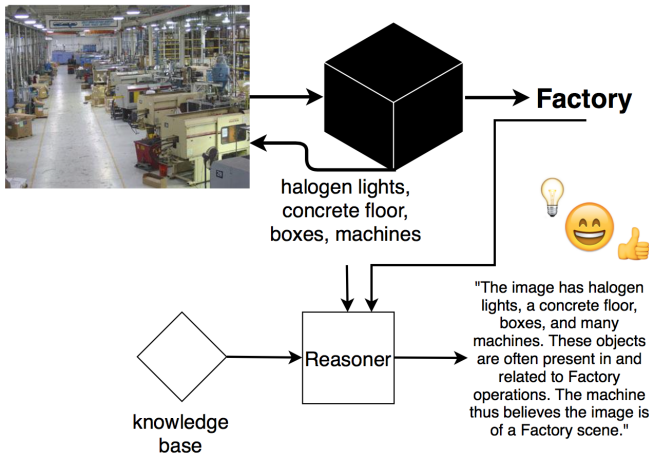 Factory
halogen lights,
concrete floor,
boxes, machines
"The image has halogen
lights, a concrete floor,
boxes, and many
machines. These objects
are often present in and
related to Factory
operations. The machine
thus believes the image is
of a Factory scene."
Reasoner
knowledge
base